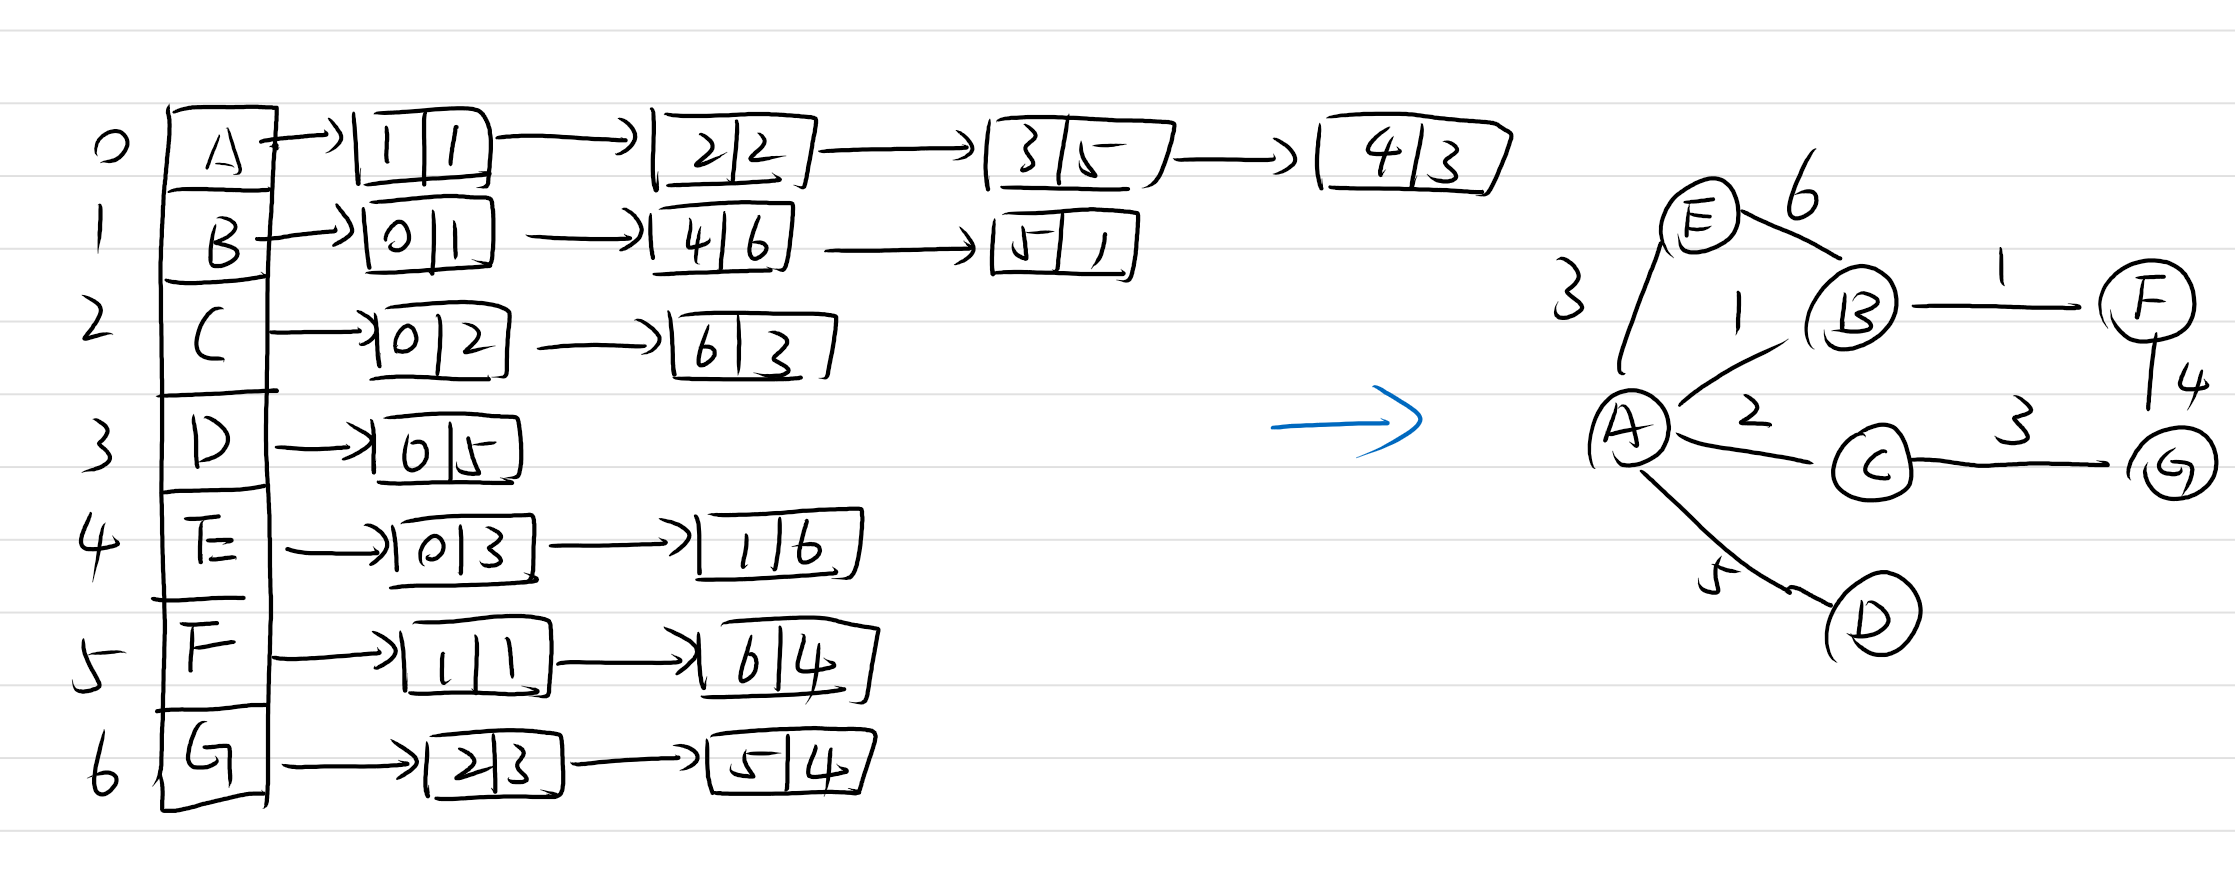 0 A 1 1 2 2 3 5 4 3
1 B 0 1 4 6 5 1
2 C 0 2 6 3
3 D 0 5
4 E 0 3 1 6
5 F 1 1 6 4
6 G 2 3 5 4
E 6
3 1 B 1 F
A 2 C 3 G 4
5 D